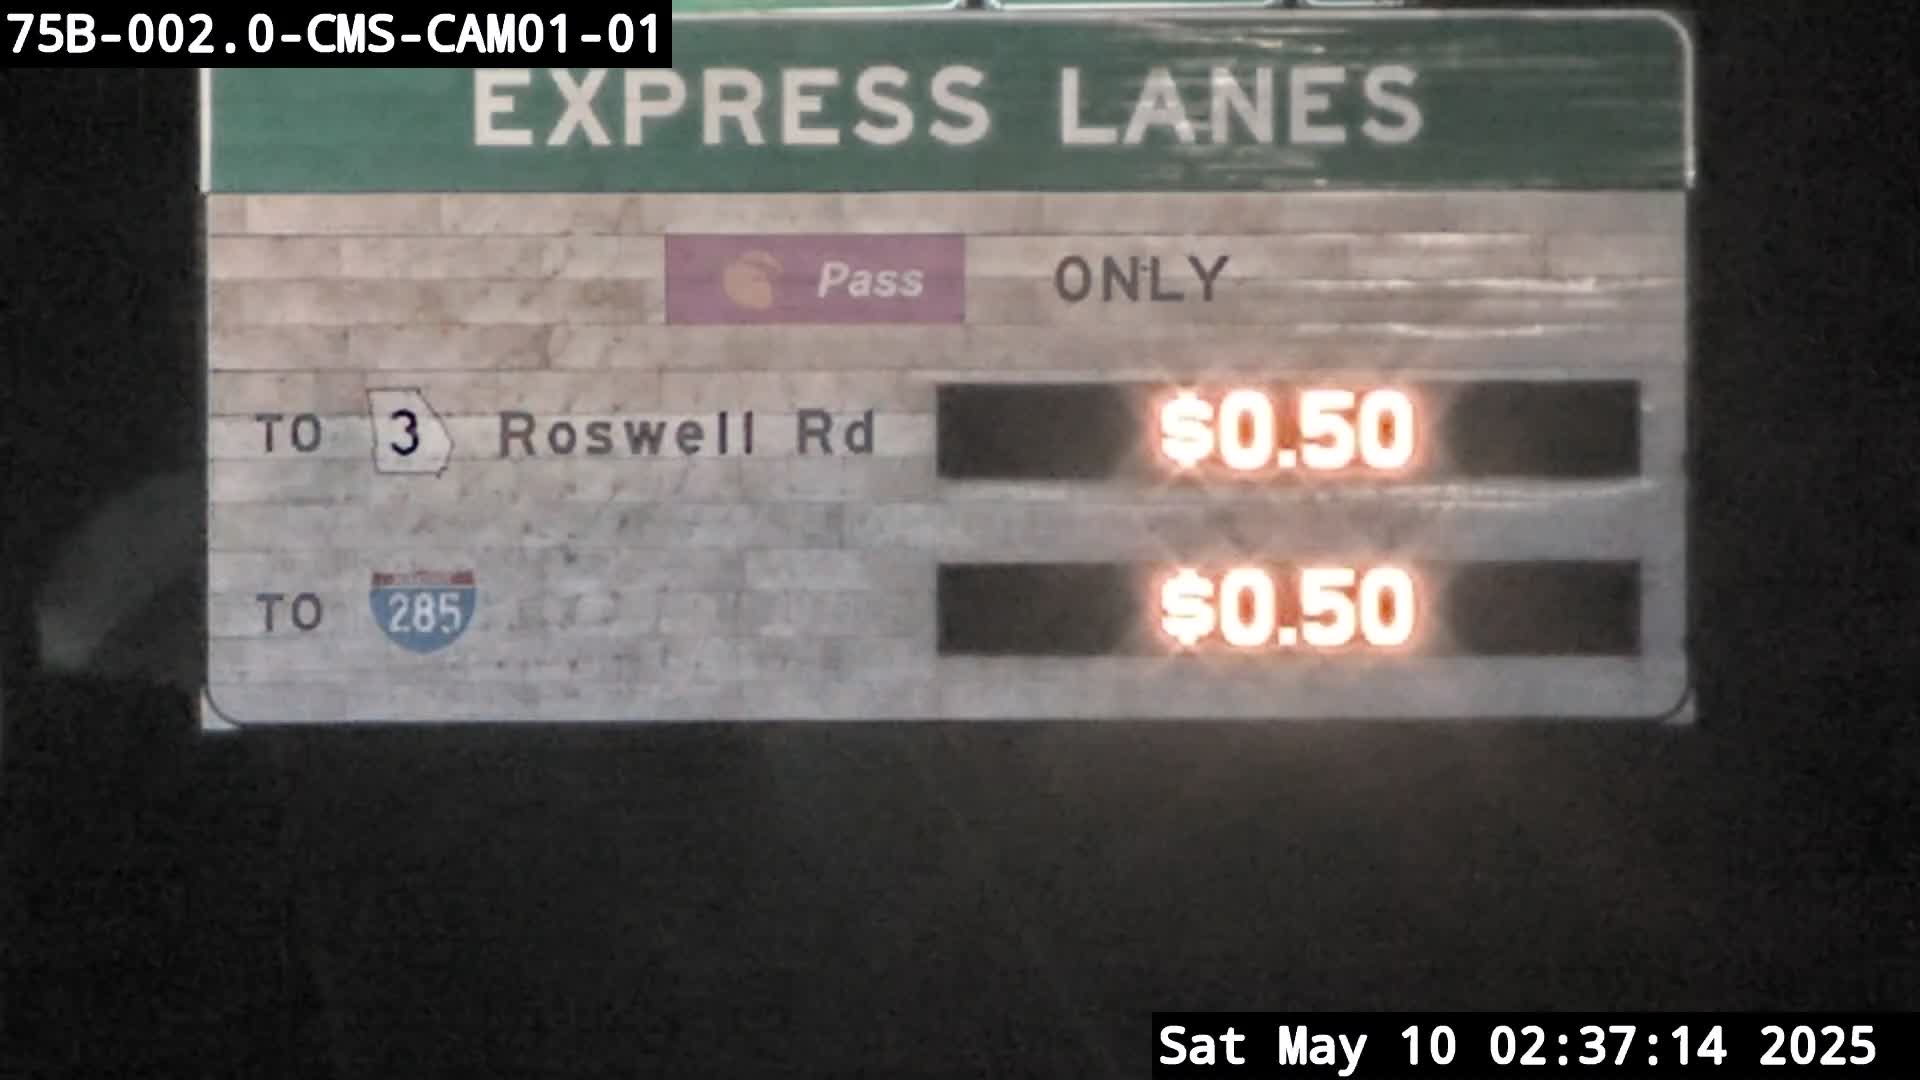 75B-002.0-CMS-CAM01-01
EXPRESS LANES
Pass ONLY
TO 3 Roswell Rd $0.50
TO 285 $0.50
Sat May 10 02:37:14 2025